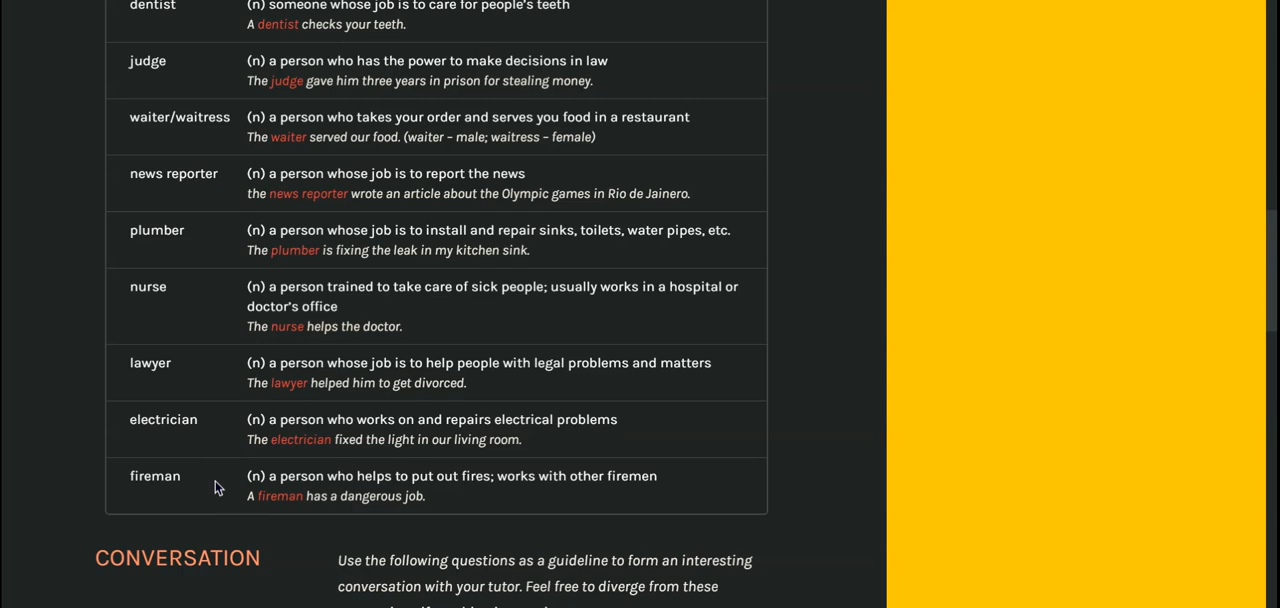 dentist
(n) someone whose job is to care for people's teeth
A dentist checks your teeth.
judge
(n) a person who has the power to make decisions in law
The judge gave him three years in prison for stealing money.
waiter/waitress
(n) a person who takes your order and serves you food in a restaurant
The waiter served our food. (waiter – male; waitress – female)
news reporter
(n) a person whose job is to report the news
the news reporter wrote an article about the Olympic games in Rio de Jainero.
plumber
(n) a person whose job is to install and repair sinks, toilets, water pipes, etc.
The plumber is fixing the leak in my kitchen sink.
nurse
(n) a person trained to take care of sick people; usually works in a hospital or
doctor's office
The nurse helps the doctor.
lawyer
(n) a person whose job is to help people with legal problems and matters
The lawyer helped him to get divorced.
electrician
(n) a person who works on and repairs electrical problems
The electrician fixed the light in our living room.
fireman
(n) a person who helps to put out fires; works with other firemen
A fireman has a dangerous job.
CONVERSATION
Use the following questions as a guideline to form an interesting
conversation with your tutor. Feel free to diverge from these